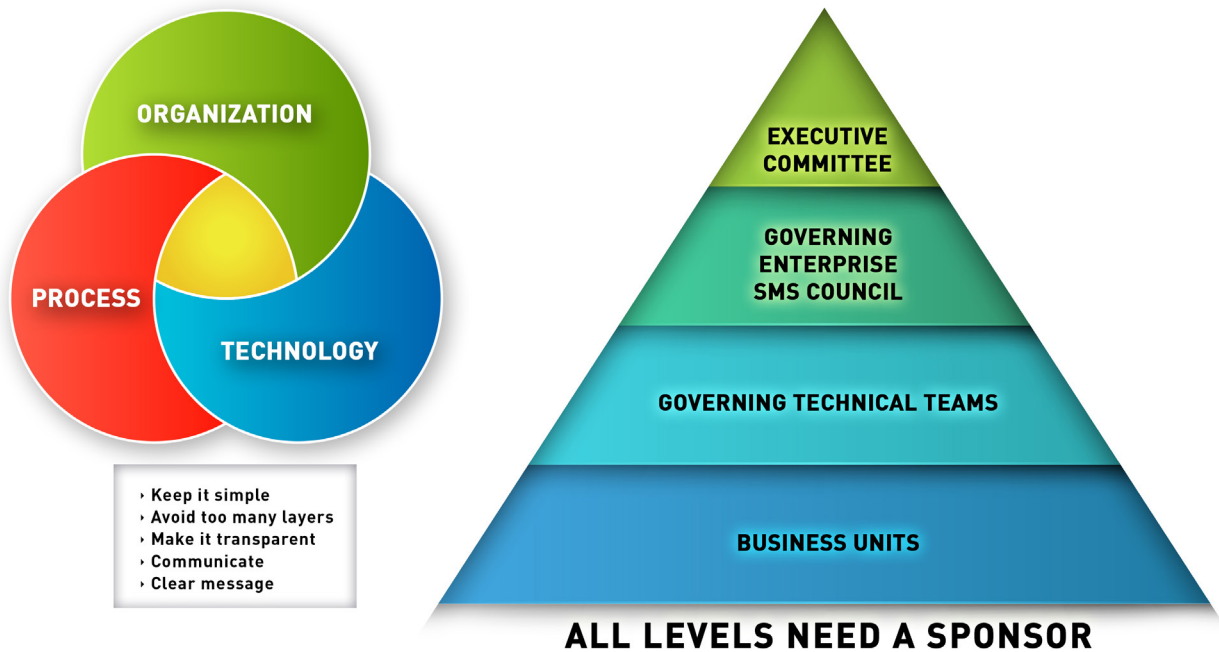 ORGANIZATION
PROCESS
TECHNOLOGY
‣ Keep it simple
‣ Avoid too many layers
‣ Make it transparent
‣ Communicate
‣ Clear message
EXECUTIVE
COMMITTEE
GOVERNING
ENTERPRISE
SMS COUNCIL
GOVERNING TECHNICAL TEAMS
BUSINESS UNITS
ALL LEVELS NEED A SPONSOR